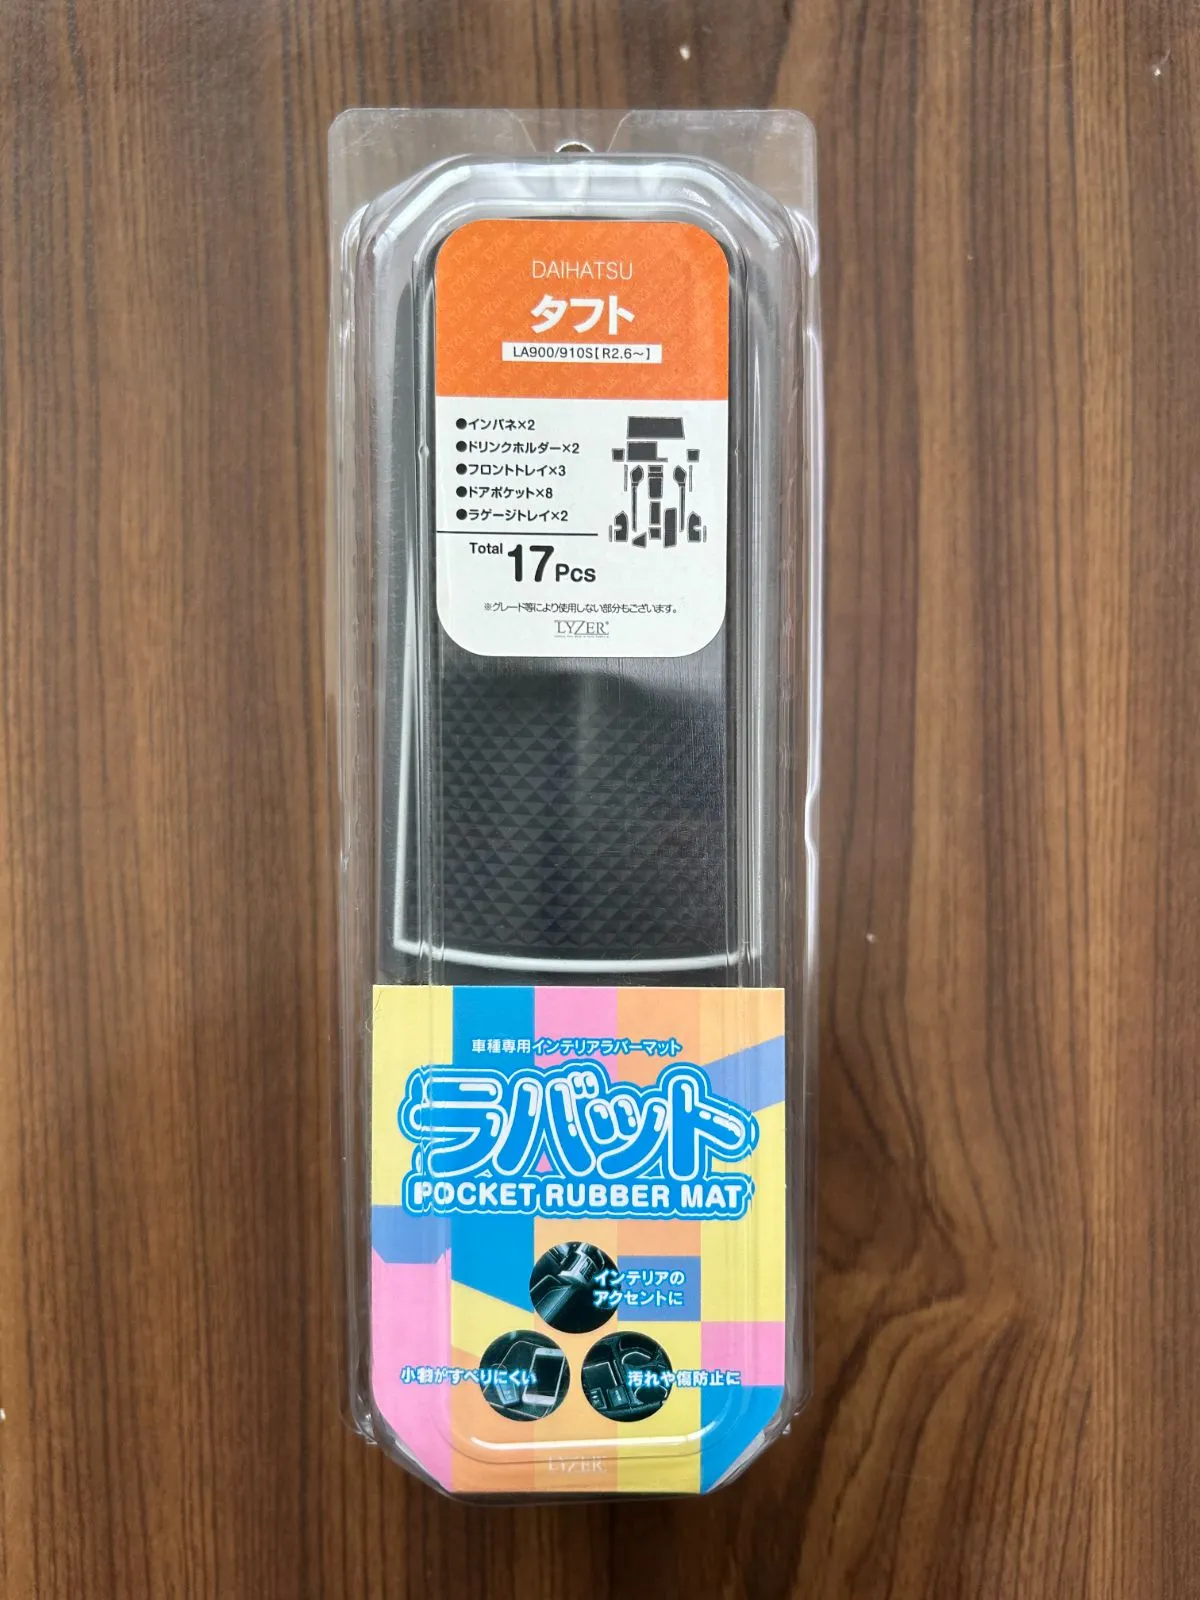 DAIHATSU
タフト
LA900/910S【R2.6～】
●インパネ×2
●ドリンクホルダー×2
●フロントトレイ×3
●ドアポケット×8
●ラゲージトレイ×2
Total 17Pcs
※グレード等により使用しない部分もございます。
LYZER®
車種専用インテリアラバーマット
ラバット
POCKET RUBBER MAT
インテリアの
アクセントに
小物がすべりにくい
汚れや傷防止に
LYZER